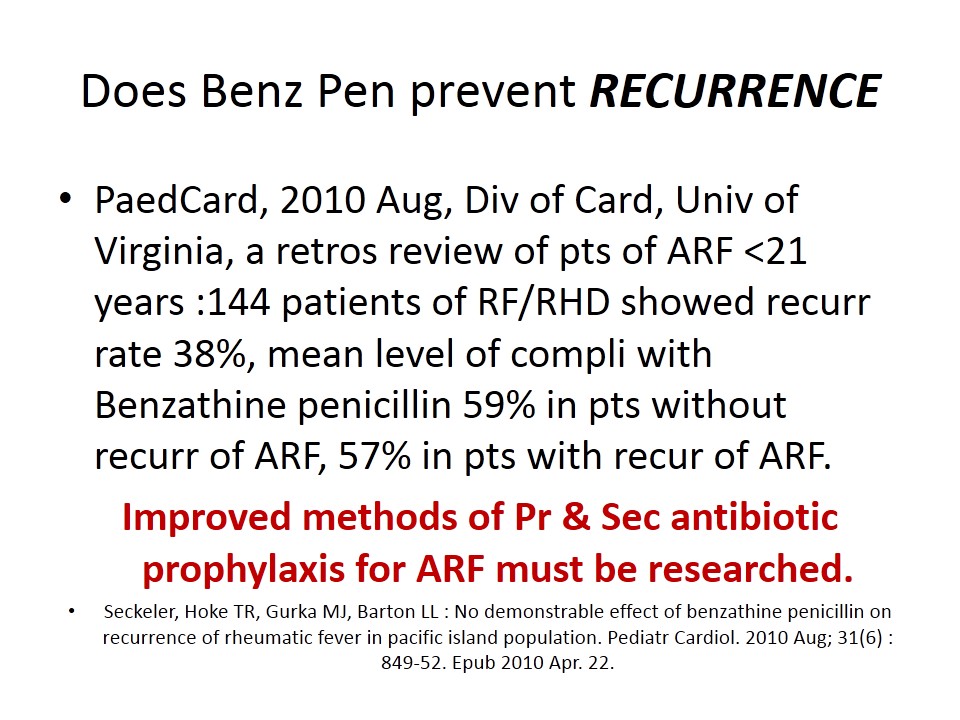 Does Benz Pen prevent RECURRENCE
• PaedCard, 2010 Aug, Div of Card, Univ of
Virginia, a retros review of pts of ARF <21
years :144 patients of RF/RHD showed recurr
rate 38%, mean level of compli with
Benzathine penicillin 59% in pts without
recurr of ARF, 57% in pts with recur of ARF.
Improved methods of Pr & Sec antibiotic
prophylaxis for ARF must be researched.
• Seckeler, Hoke TR, Gurka MJ, Barton LL : No demonstrable effect of benzathine penicillin on
recurrence of rheumatic fever in pacific island population. Pediatr Cardiol. 2010 Aug; 31(6) :
849-52. Epub 2010 Apr. 22.